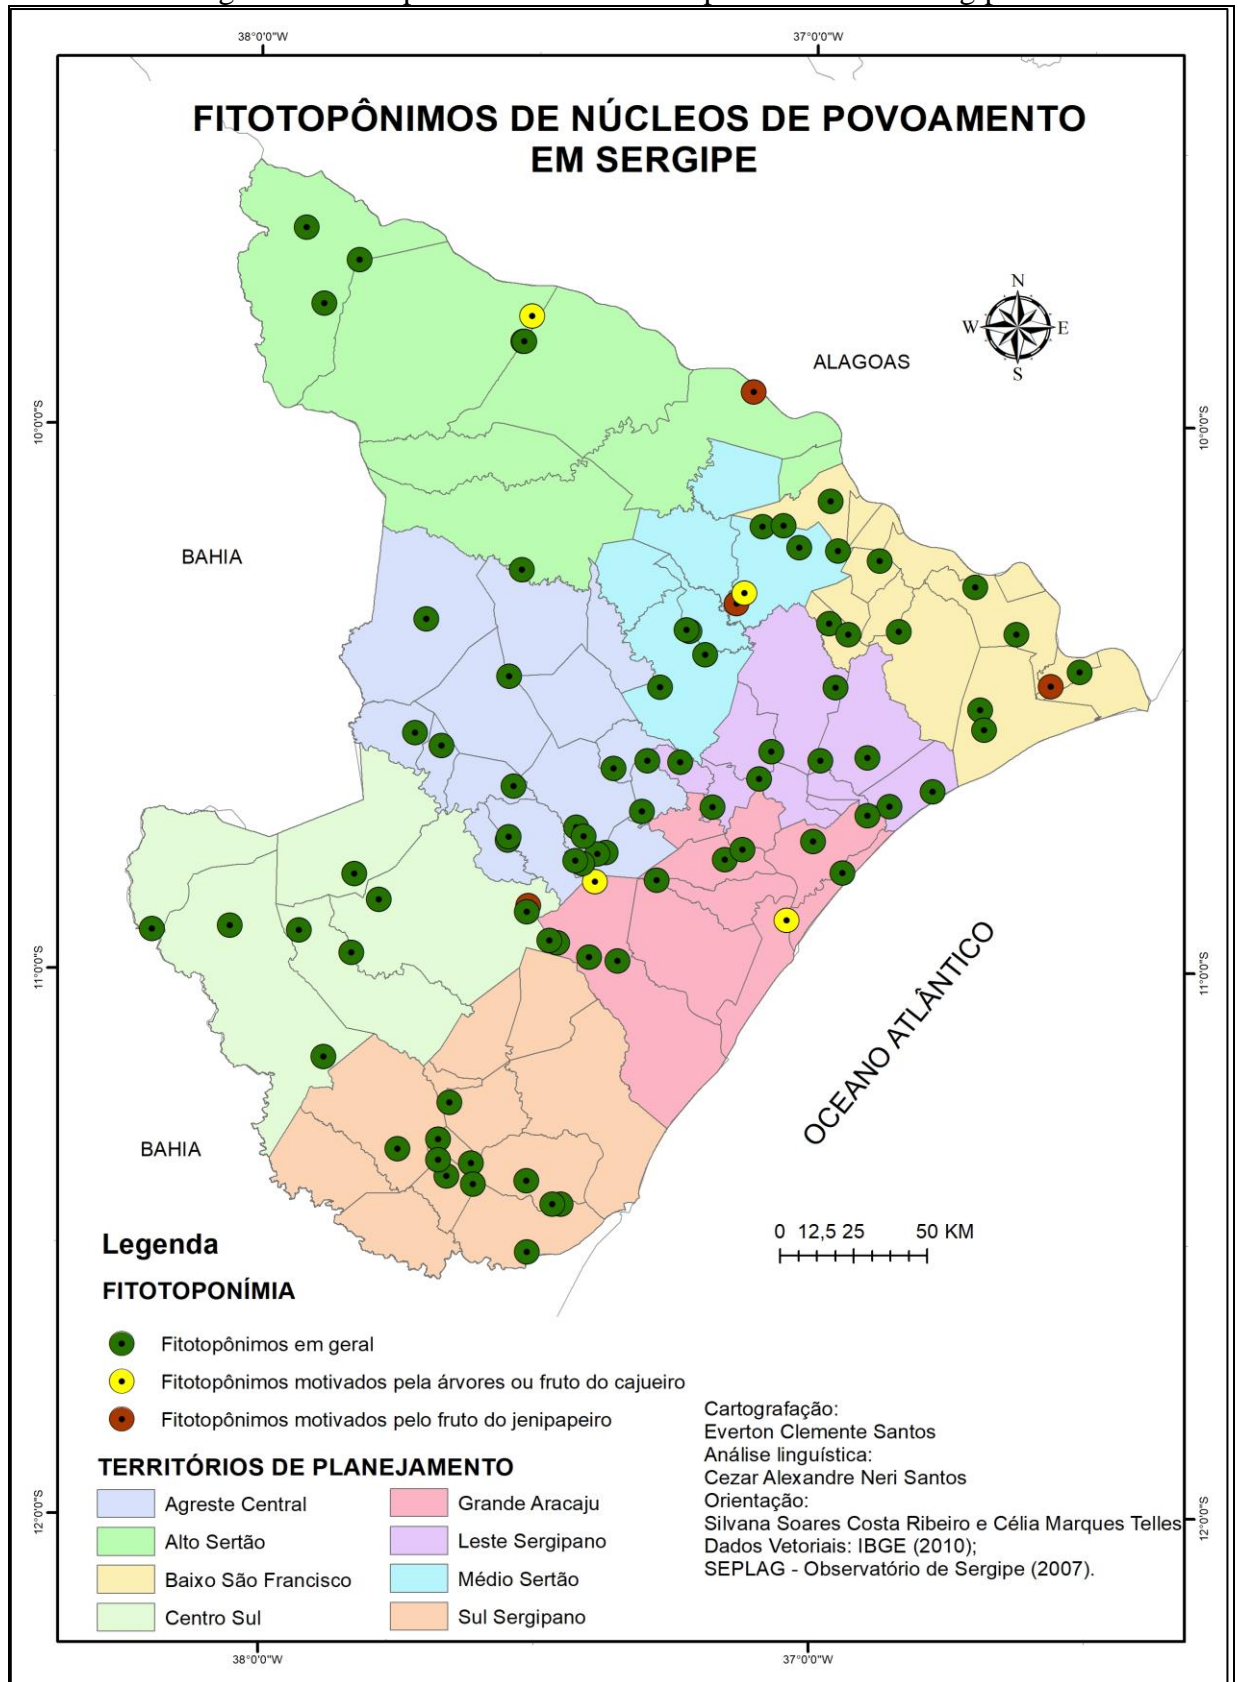 38°0'0"W 37°0'0"W
FITOTOPÔNIMOS DE NÚCLEOS DE POVOAMENTO
EM SERGIPE
N
W E
S
ALAGOAS
10°0'0"S 10°0'0"S
BAHIA
11°0'0"S 11°0'0"S
OCEANO ATLÂNTICO
BAHIA
0 12,5 25 50 KM
Legenda
FITOTOPONÍMIA
Fitotopônimos em geral
Fitotopônimos motivados pela árvores ou fruto do cajueiro
Fitotopônimos motivados pelo fruto do jenipapeiro
TERRITÓRIOS DE PLANEJAMENTO
Agreste Central
Alto Sertão
Baixo São Francisco
Centro Sul
Grande Aracaju
Leste Sergipano
Médio Sertão
Sul Sergipano
Cartografação:
Everton Clemente Santos
Análise linguística:
Cezar Alexandre Neri Santos
Orientação:
Silvana Soares Costa Ribeiro e Célia Marques Telles
Dados Vetoriais: IBGE (2010);
SEPLAG - Observatório de Sergipe (2007).
12°0'0"S 12°0'0"S
38°0'0"W 37°0'0"W